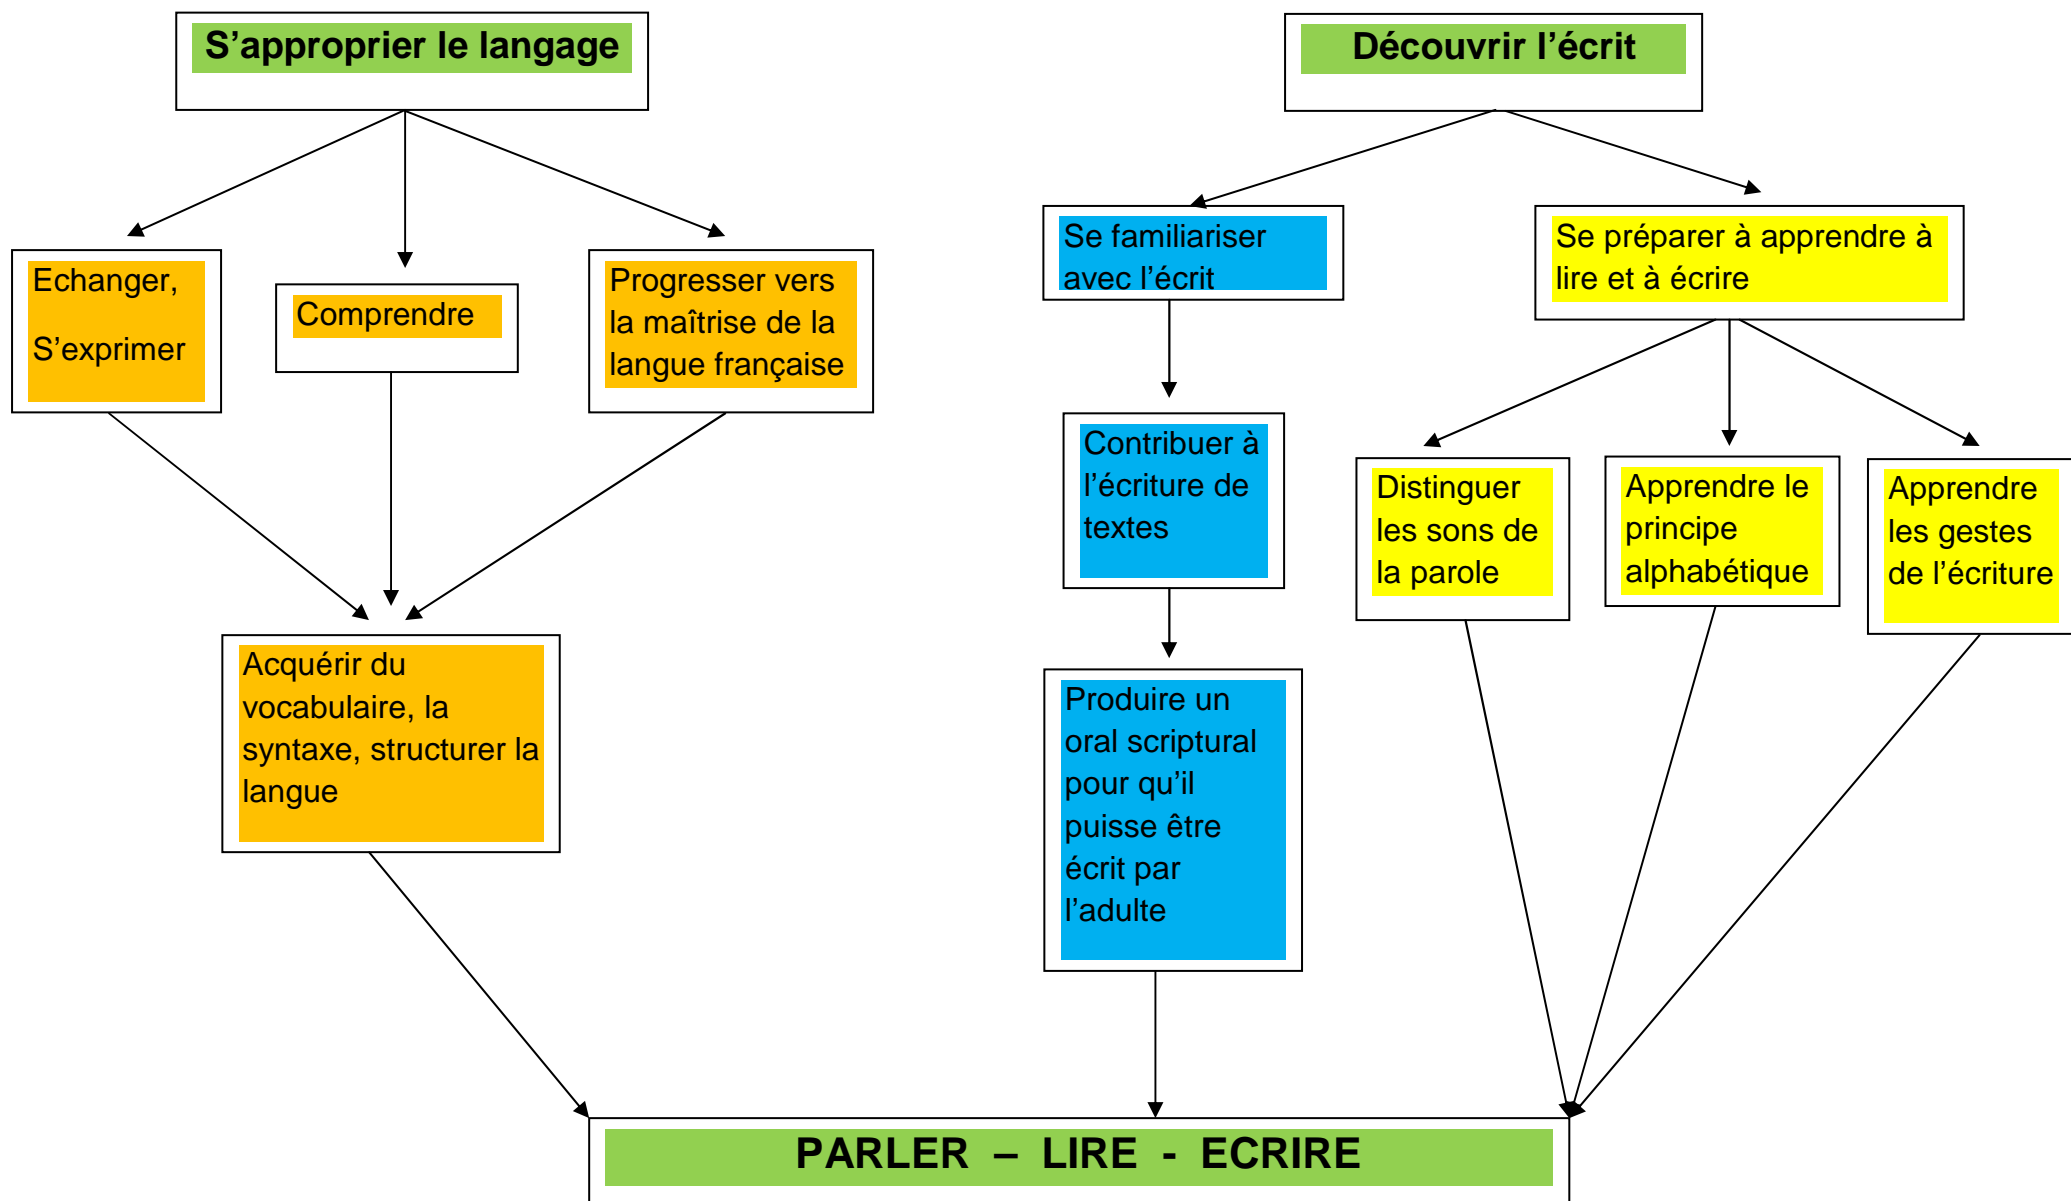 S’approprier le langage
Découvrir l’écrit
Echanger,
S’exprimer
Comprendre
Progresser vers
la maîtrise de la
langue française
Se familiariser
avec l’écrit
Se préparer à apprendre à
lire et à écrire
Contribuer à
l’écriture de
textes
Distinguer
les sons de
la parole
Apprendre le
principe
alphabétique
Apprendre
les gestes
de l’écriture
Acquérir du
vocabulaire, la
syntaxe, structurer la
langue
Produire un
oral scriptural
pour qu’il
puisse être
écrit par
l’adulte
PARLER – LIRE - ECRIRE